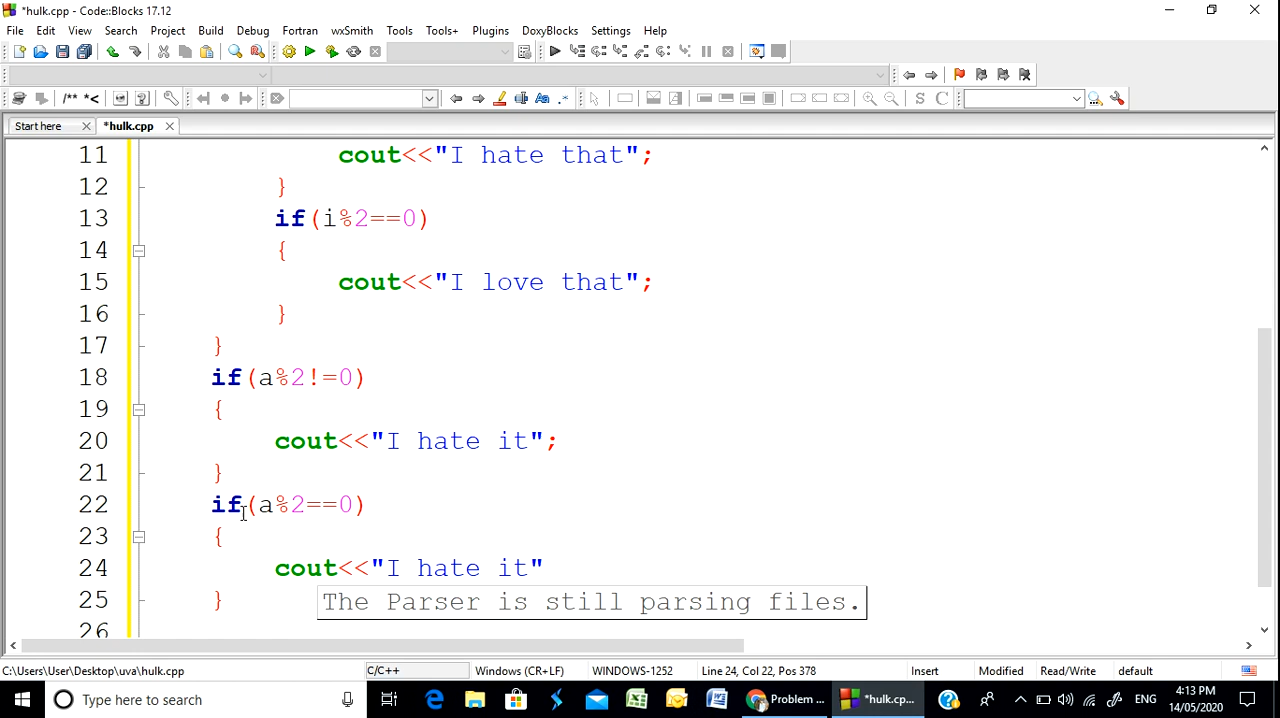 *hulk.cpp - Code::Blocks 17.12
File Edit View Search Project Build Debug Fortran wxSmith Tools Tools+ Plugins DoxyBlocks Settings Help
/** *<
S C
Start here *hulk.cpp
11 cout<<"I hate that";
12 }
13 if(i%2==0)
14 {
15 cout<<"I love that";
16 }
17 }
18 if(a%2!=0)
19 {
20 cout<<"I hate it";
21 }
22 if(a%2==0)
23 {
24 cout<<"I hate it"
25 }
The Parser is still parsing files.
26
C:\Users\User\Desktop\uva\hulk.cpp C/C++ Windows (CR+LF) WINDOWS-1252 Line 24, Col 22, Pos 378 Insert Modified Read/Write default
Type here to search Problem ... *hulk.cp... ENG 4:13 PM
14/05/2020